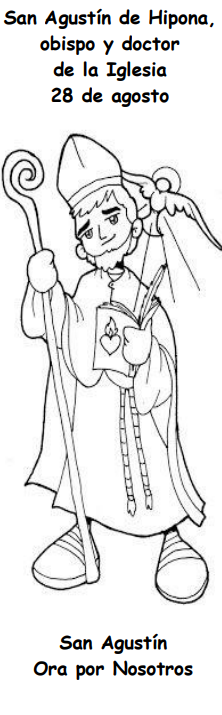 San Agustín de Hipona,
obispo y doctor
de la Iglesia
28 de agosto
San Agustín
Ora por Nosotros